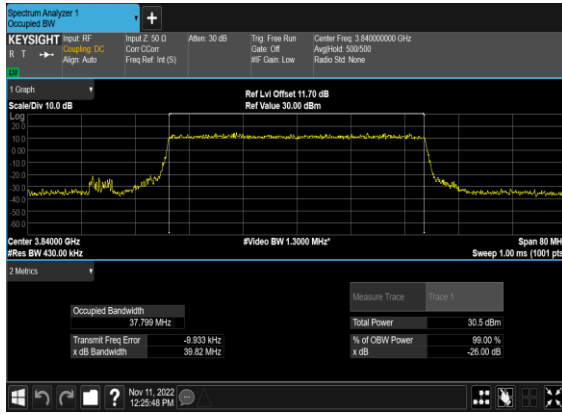 Spectrum Analyzer 1
Occupied BW
+
KEYSIGHT
R T
LXI
Input: RF
Coupling: DC
Align: Auto
Input Z: 50 Ω
Corr CCorr
Freq Ref: Int (S)
Atten: 30 dB
Trig: Free Run
Gate: Off
#IF Gain: Low
Center Freq: 3.840000000 GHz
Avg|Hold: 500/500
Radio Std: None
1 Graph
Scale/Div 10.0 dB
Ref Lvl Offset 11.70 dB
Ref Value 30.00 dBm
Log
20.0
10.0
0.00
-10.0
-20.0
-30.0
-40.0
-50.0
-60.0
Center 3.84000 GHz
#Res BW 430.00 kHz
#Video BW 1.3000 MHz*
Span 80 MH
Sweep 1.00 ms (1001 pts
2 Metrics
Measure Trace Trace 1
Occupied Bandwidth
37.799 MHz
Total Power 30.5 dBm
Transmit Freq Error -9.933 kHz
% of OBW Power 99.00 %
x dB Bandwidth 39.82 MHz
x dB -26.00 dB
?
Nov 11, 2022
12:25:48 PM